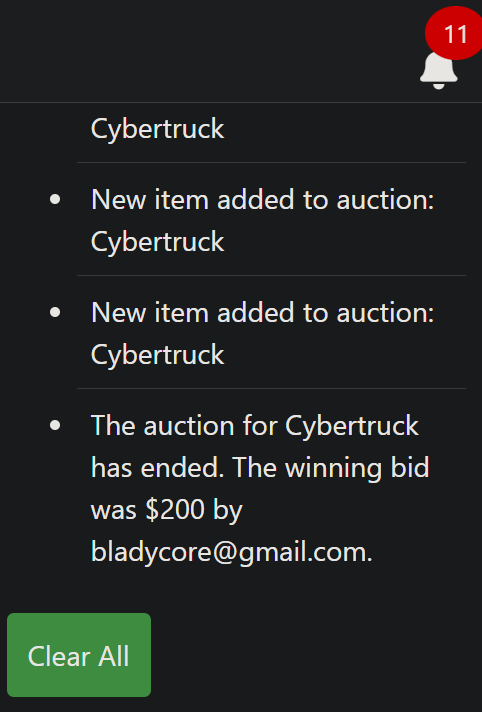 11
Cybertruck
New item added to auction:
Cybertruck
New item added to auction:
Cybertruck
The auction for Cybertruck
has ended. The winning bid
was $200 by
bladycore@gmail.com.
Clear All